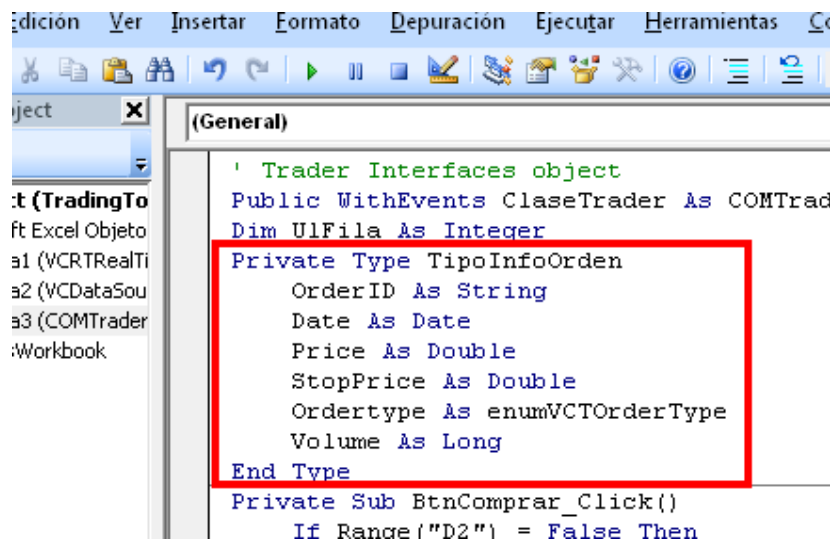 Edición Ver Insertar Formato Depuración Ejecutar Herramientas
(General)
ct (TradingTo
ft Excel Objeto
a1 (VCRTRealTi
a2 (VCDataSou
a3 (COMTrader
sWorkbook
' Trader Interfaces object
Public WithEvents ClaseTrader As COMTrad
Dim UlFila As Integer
Private Type TipoInfoOrden
OrderID As String
Date As Date
Price As Double
StopPrice As Double
Ordertype As enumVCTOrderType
Volume As Long
End Type
Private Sub BtnComprar_Click()
If Range("D2") = False Then